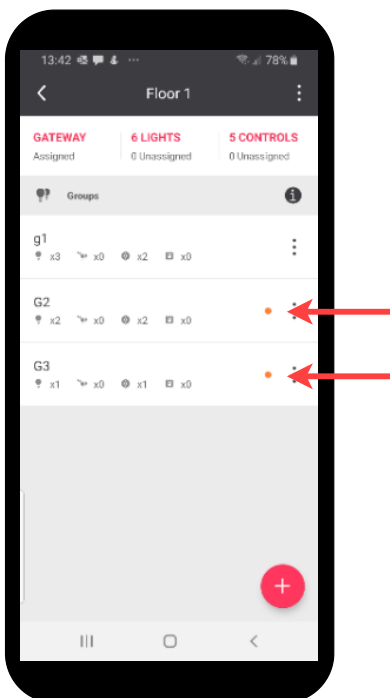 13:42 ... 78%
Floor 1
GATEWAY 6 LIGHTS 5 CONTROLS
Assigned 0 Unassigned 0 Unassigned
Groups
g1
x3 x0 x2 x0
G2
x2 x0 x2 x0
G3
x1 x0 x1 x0